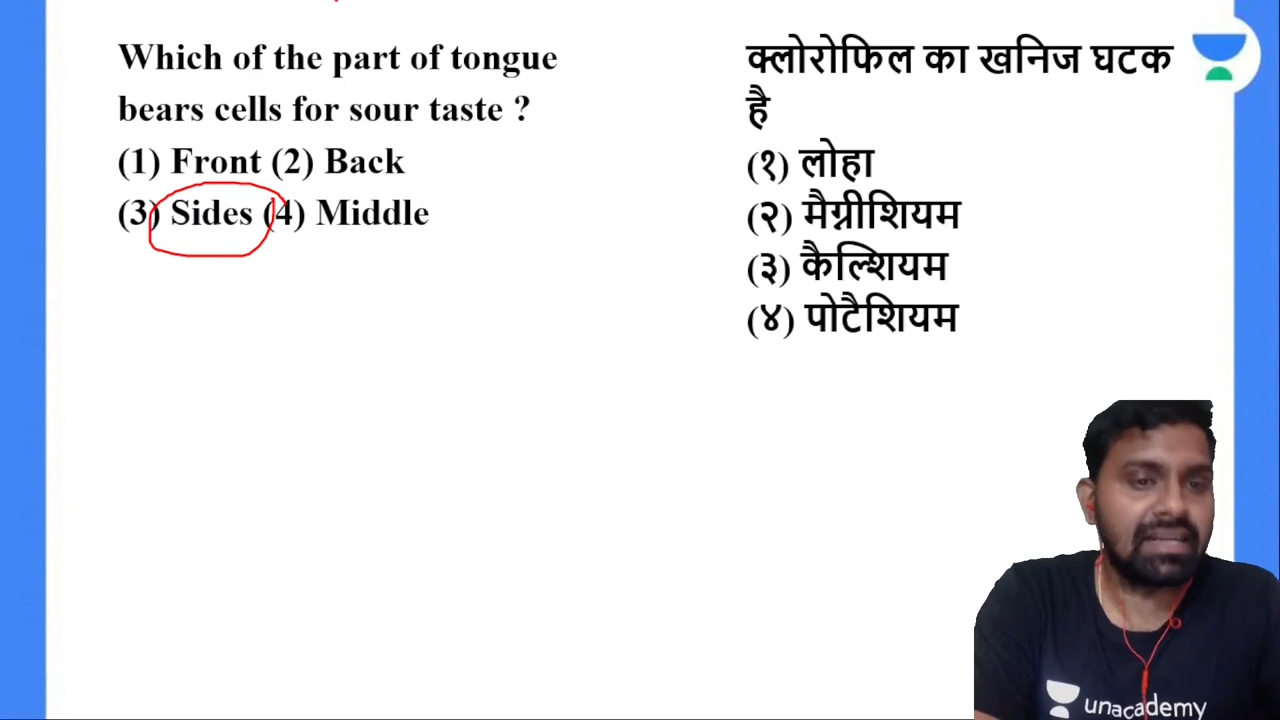 Which of the part of tongue
bears cells for sour taste ?
(1) Front (2) Back
(3) Sides (4) Middle
क्लोरोफिल का खनिज घटक
है
(१) लोहा
(२) मैग्नीशियम
(३) कैल्शियम
(४) पोटैशियम
unacademy